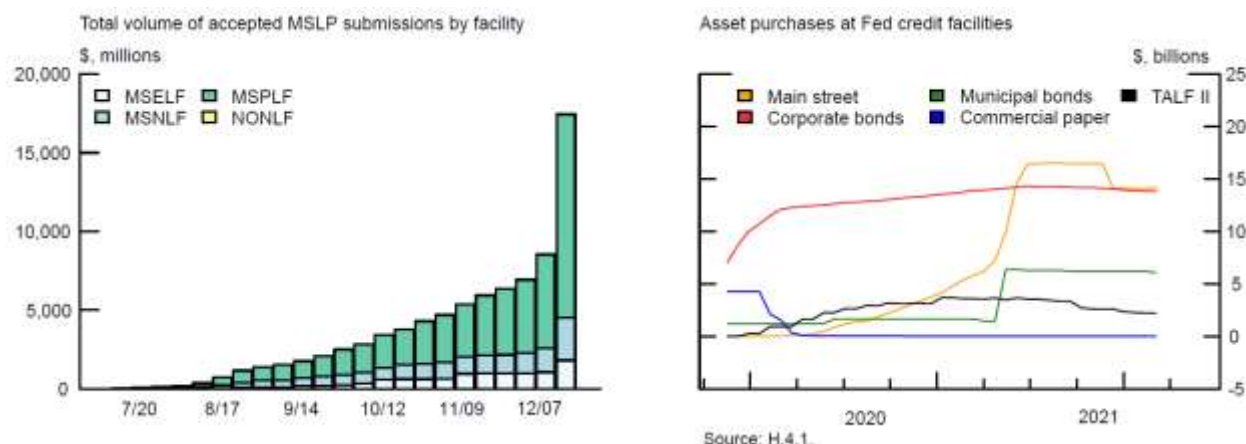 Total volume of accepted MSLP submissions by facility
$, millions
20,000
15,000
10,000
5,000
0
MSELF
MSPLF
MSNLF
NONLF
7/20
8/17
9/14
10/12
11/09
12/07
Asset purchases at Fed credit facilities
$, billions
Main street
Municipal bonds
TALF II
Corporate bonds
Commercial paper
25
20
15
10
5
0
-5
2020
2021
Source: H.4.1.